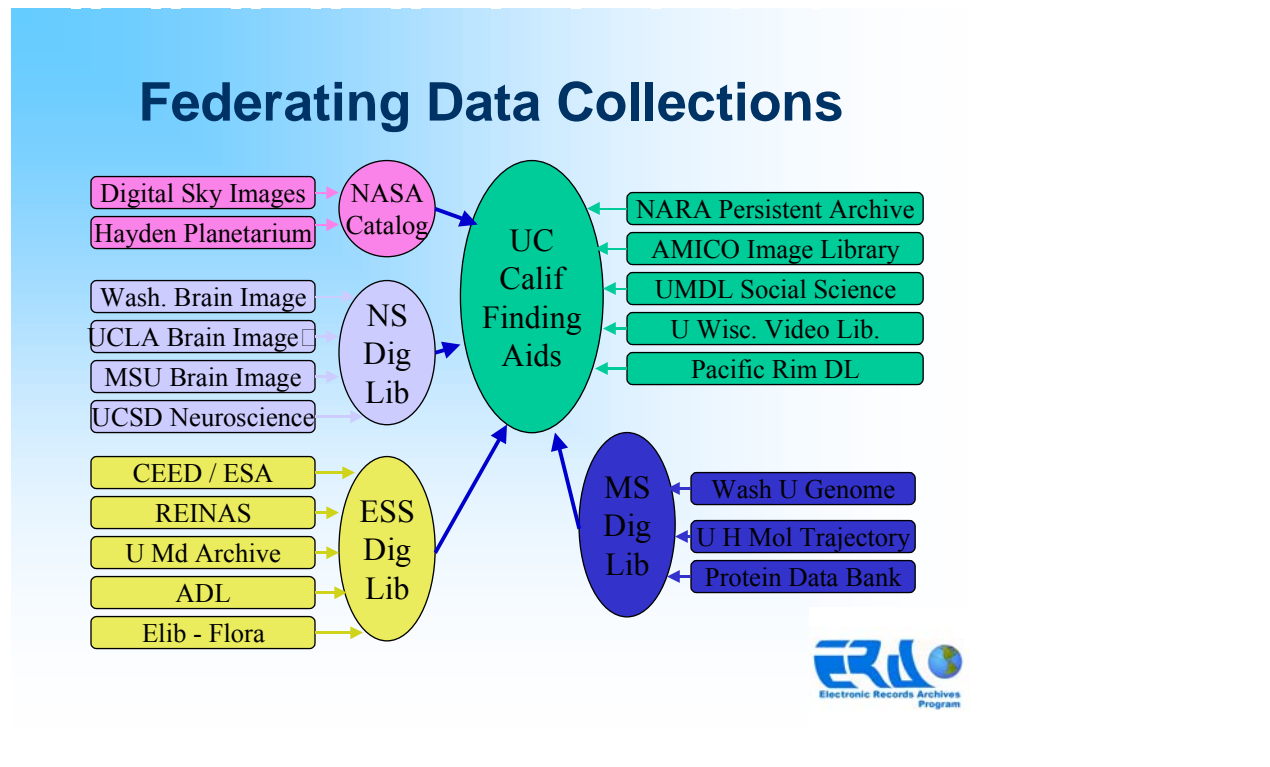 Federating Data Collections
Digital Sky Images
Hayden Planetarium
NASA
Catalog
Wash. Brain Image
UCLA Brain Image
MSU Brain Image
UCSD Neuroscience
NS
Dig
Lib
CEED / ESA
REINAS
U Md Archive
ADL
Elib - Flora
ESS
Dig
Lib
UC
Calif
Finding
Aids
NARA Persistent Archive
AMICO Image Library
UMDL Social Science
U Wisc. Video Lib.
Pacific Rim DL
MS
Dig
Lib
Wash U Genome
U H Mol Trajectory
Protein Data Bank
ERA
Electronic Records Archives
Program